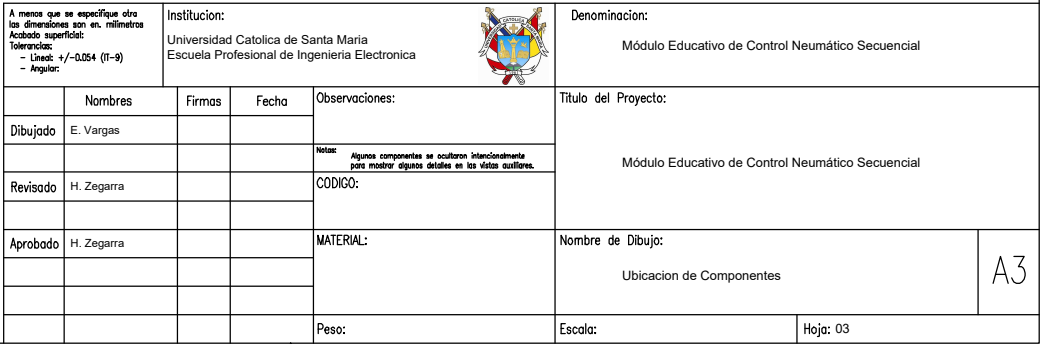 A menos que se especifique otra
las dimensiones son en. milimetros
Acabado superficial:
Tolerancias:
- Lineal: +/-0.054 (IT-9)
- Angular:
Institucion:
Universidad Catolica de Santa Maria
Escuela Profesional de Ingenieria Electronica
Denominacion:
Módulo Educativo de Control Neumático Secuencial
Nombres Firmas Fecha
Dibujado E. Vargas
Revisado H. Zegarra
Aprobado H. Zegarra
Observaciones:
Notas:
Algunos componentes se ocultaron intencionalmente
para mostrar algunos detalles en las vistas auxiliares.
CODIGO:
MATERIAL:
Peso:
Titulo del Proyecto:
Módulo Educativo de Control Neumático Secuencial
Nombre de Dibujo:
Ubicacion de Componentes
A3
Escala:
Hoja: 03